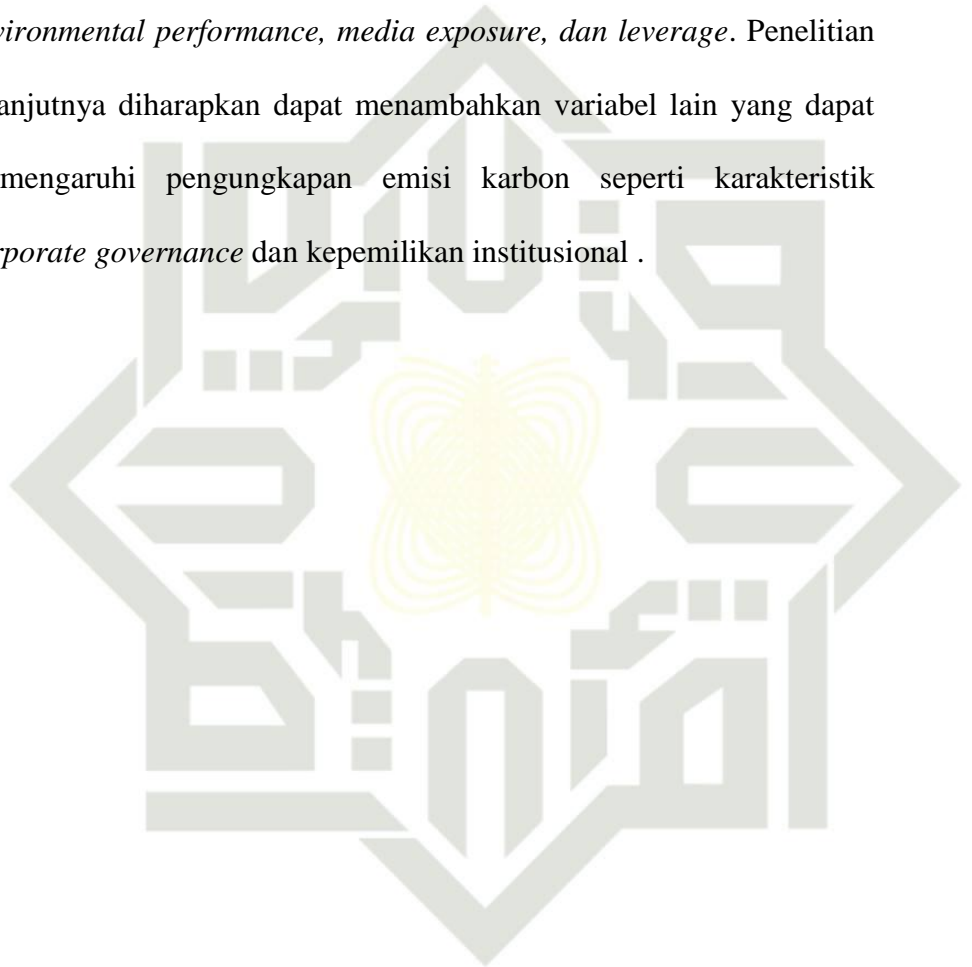 vironmental performance, media exposure, dan leverage. Penelitian
anjutnya diharapkan dapat menambahkan variabel lain yang dapat
mengaruhi pengungkapan emisi karbon seperti karakteristik
rporate governance dan kepemilikan institusional .